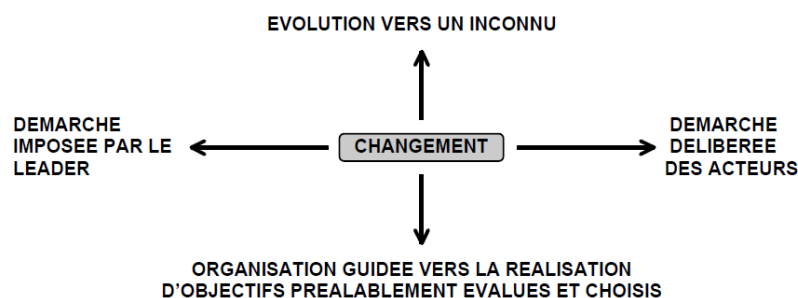 EVOLUTION VERS UN INCONNU
DEMARCHE
IMPOSEE PAR LE
LEADER
CHANGEMENT
DEMARCHE
DELIBEREE
DES ACTEURS
ORGANISATION GUIDEE VERS LA REALISATION
D'OBJECTIFS PREALABLEMENT EVALUES ET CHOISIS